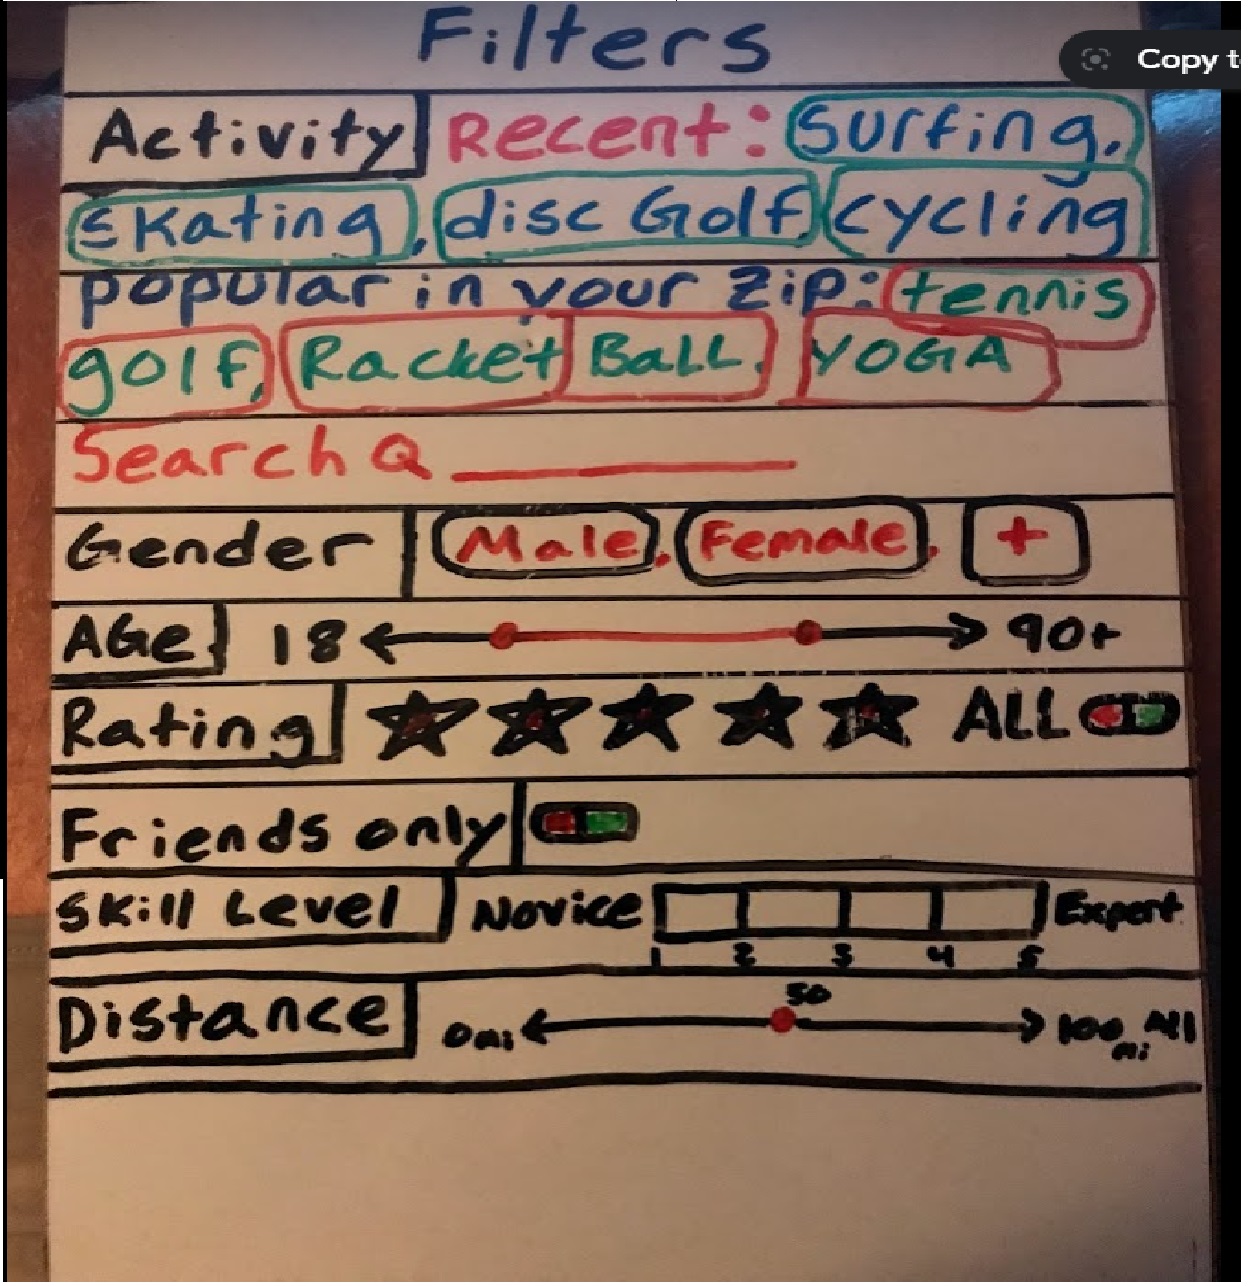 Filters
Copy t
Activity Recent: Surfing,
Skating, disc Golf, Cycling
popular in your zip: tennis
golf, Racket Ball, YOGA
Search Q
Gender Male, Female, +
AGe 18 90+
Rating ALL
Friends only
Skill Level Novice Expert
1 2 3 4 5
Distance 0mi 50 100 mi All